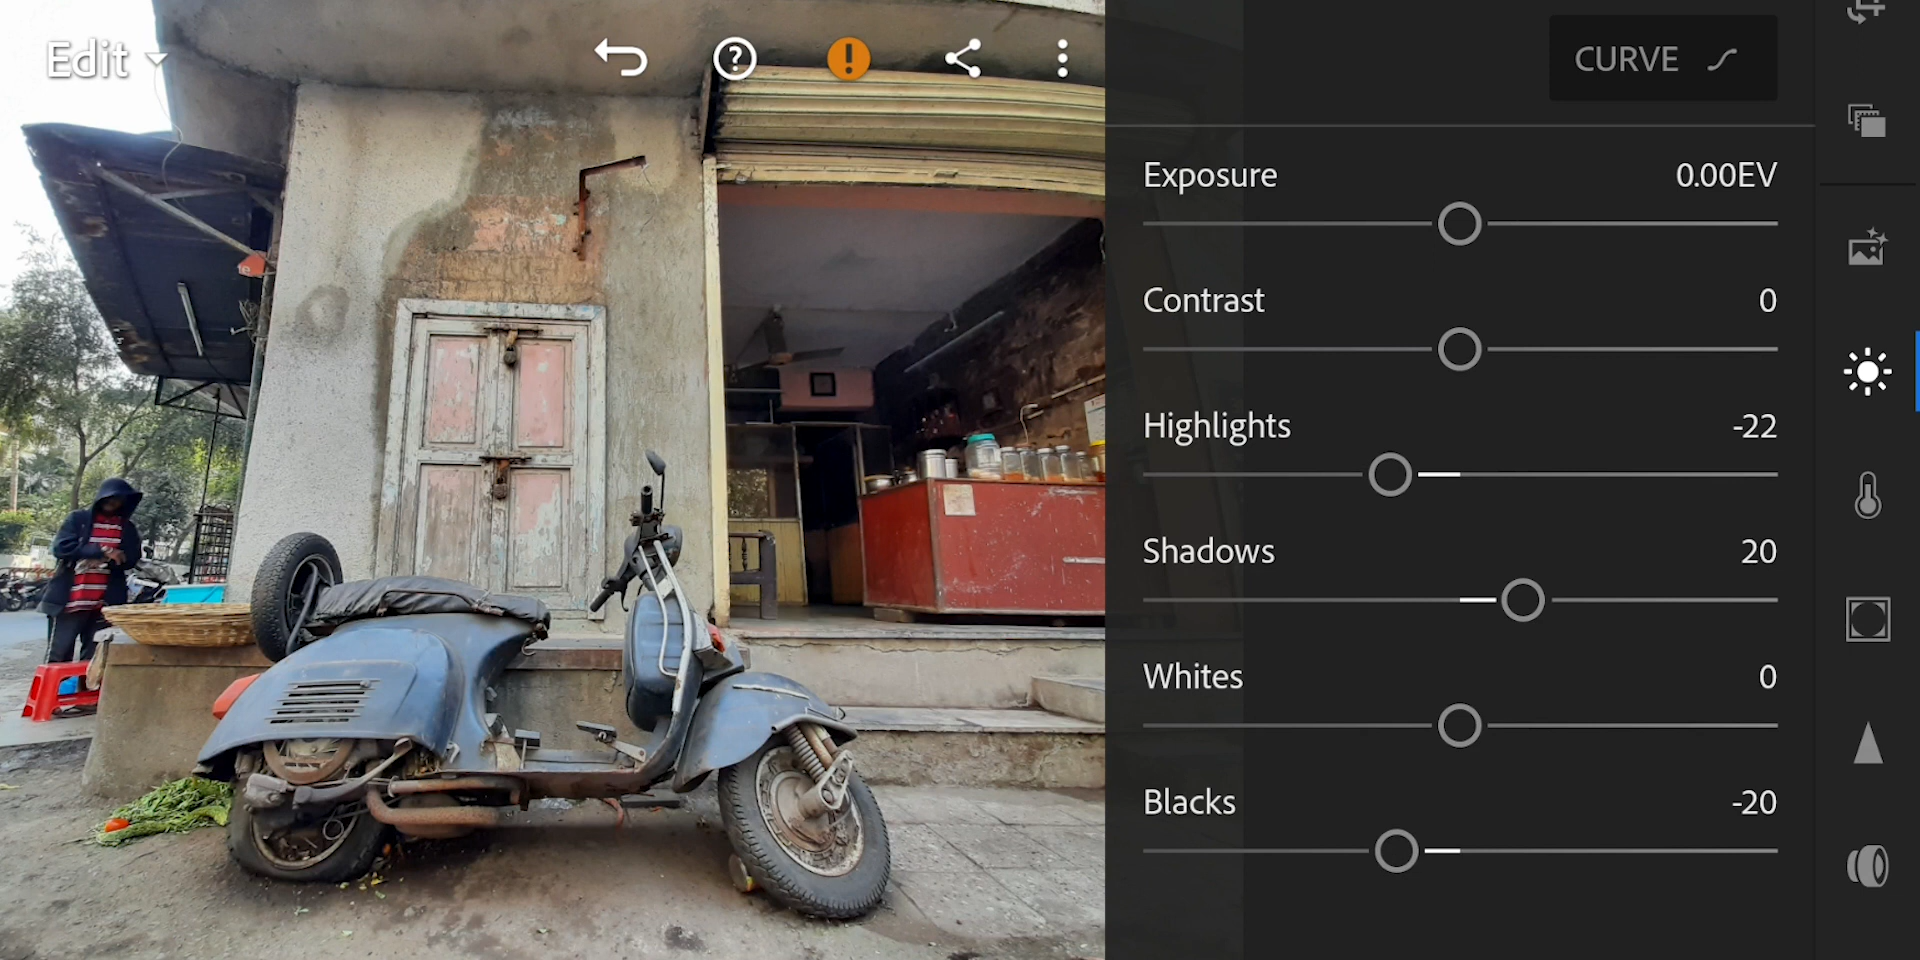 Edit
CURVE
Exposure 0.00EV
Contrast 0
Highlights -22
Shadows 20
Whites 0
Blacks -20